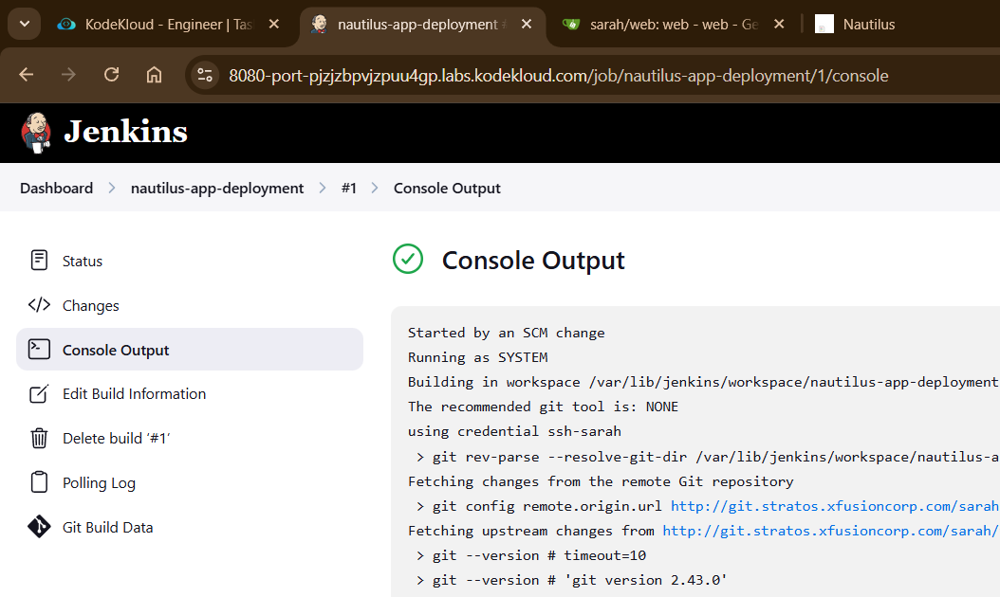 KodeKloud - Engineer | Tas
nautilus-app-deployment #
sarah/web: web - web - Ge
Nautilus
8080-port-pjzjzbpvjzpuu4gp.labs.kodekloud.com/job/nautilus-app-deployment/1/console
Jenkins
Dashboard > nautilus-app-deployment > #1 > Console Output
Status
Changes
Console Output
Edit Build Information
Delete build ‘#1’
Polling Log
Git Build Data
Console Output
Started by an SCM change
Running as SYSTEM
Building in workspace /var/lib/jenkins/workspace/nautilus-app-deployment
The recommended git tool is: NONE
using credential ssh-sarah
> git rev-parse --resolve-git-dir /var/lib/jenkins/workspace/nautilus-a
Fetching changes from the remote Git repository
> git config remote.origin.url http://git.stratos.xfusioncorp.com/sarah
Fetching upstream changes from http://git.stratos.xfusioncorp.com/sarah/
> git --version # timeout=10
> git --version # 'git version 2.43.0'